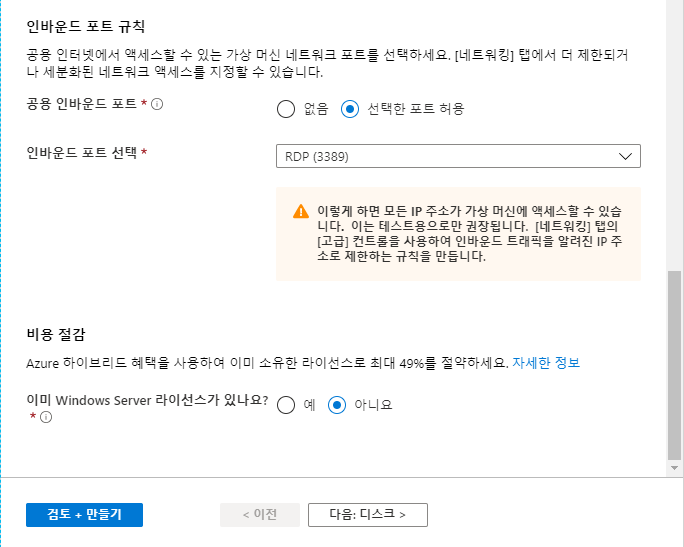 인바운드 포트 규칙
공용 인터넷에서 액세스할 수 있는 가상 머신 네트워크 포트를 선택하세요. [네트워킹] 탭에서 더 제한되거
나 세분화된 네트워크 액세스를 지정할 수 있습니다.
공용 인바운드 포트 * ⓘ 없음 선택한 포트 허용
인바운드 포트 선택 * RDP (3389)
이렇게 하면 모든 IP 주소가 가상 머신에 액세스할 수 있습
니다. 이는 테스트용으로만 권장됩니다. [네트워킹] 탭의
[고급] 컨트롤을 사용하여 인바운드 트래픽을 알려진 IP 주
소로 제한하는 규칙을 만듭니다.
비용 절감
Azure 하이브리드 혜택을 사용하여 이미 소유한 라이선스로 최대 49%를 절약하세요. 자세한 정보
이미 Windows Server 라이선스가 있나요? 예 아니요
* ⓘ
검토 + 만들기 < 이전 다음: 디스크 >